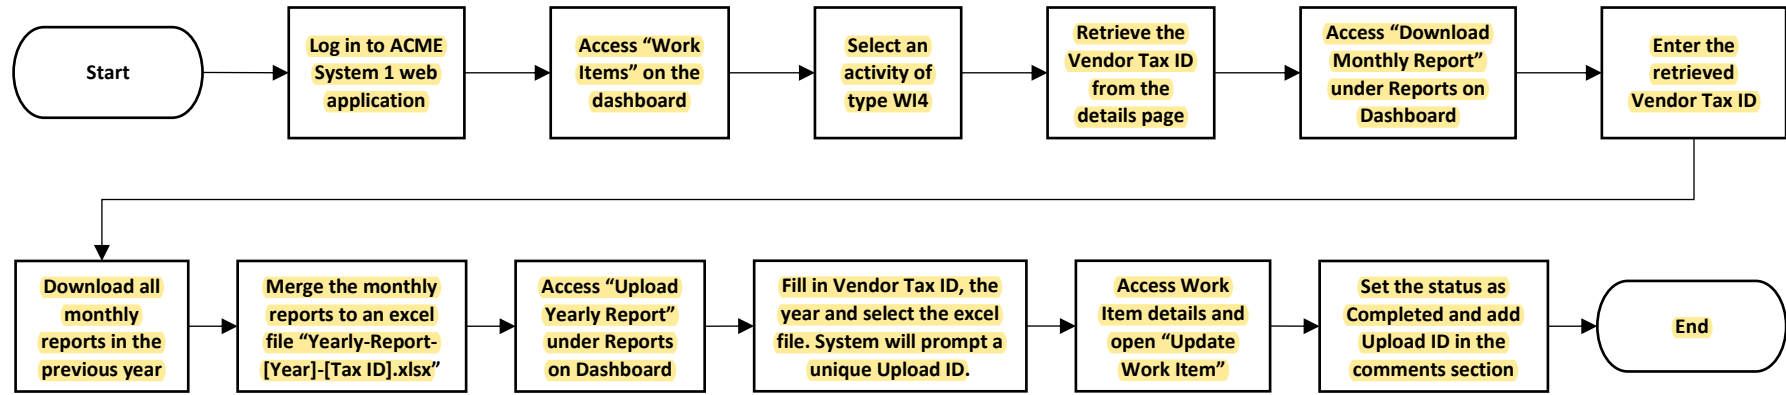 Start
Log in to ACME
System 1 web
application
Access “Work
Items” on the
dashboard
Select an
activity of
type WI4
Retrieve the
Vendor Tax ID
from the
details page
Access “Download
Monthly Report”
under Reports on
Dashboard
Enter the
retrieved
Vendor Tax ID
Download all
monthly
reports in the
previous year
Merge the monthly
reports to an excel
file “Yearly-Report-
[Year]-[Tax ID].xlsx”
Access “Upload
Yearly Report”
under Reports
on Dashboard
Fill in Vendor Tax ID, the
year and select the excel
file. System will prompt a
unique Upload ID.
Access Work
Item details and
open “Update
Work Item”
Set the status as
Completed and add
Upload ID in the
comments section
End